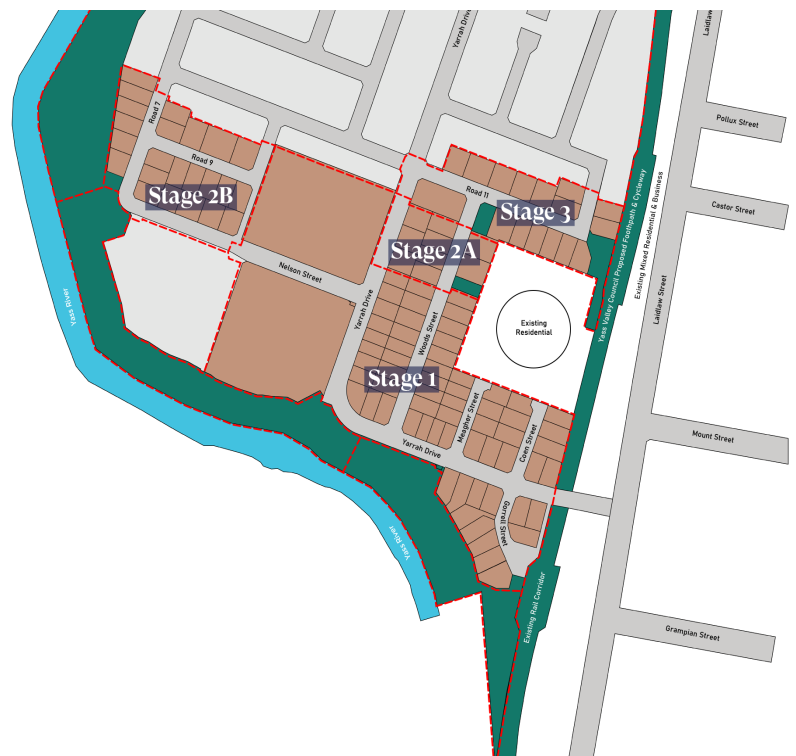 Laidlaw
Yarrah Drive
Pollux Street
Road 7
Road 9
Stage 2B
Road 11
Stage 3
Castor Street
Yass Valley Council Proposed Footpath & Cycleway
Existing Mixed Residential & Business
Laidlaw Street
Stage 2A
Nelson Street
Yass River
Yarrah Drive
Woods Street
Existing
Residential
Stage 1
Meagher Street
Coen Street
Mount Street
Yarrah Drive
Gorrell Street
Yass River
Existing Rail Corridor
Grampian Street